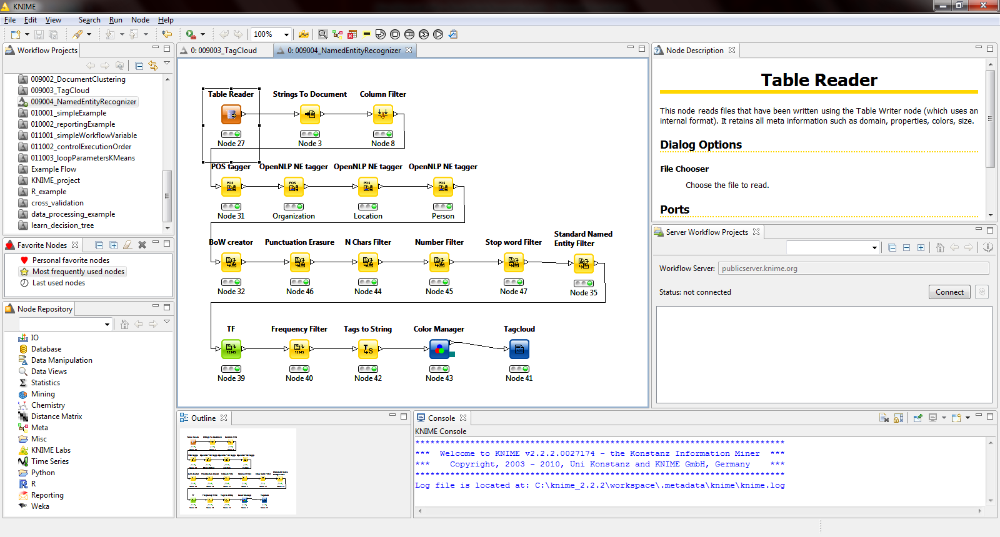 KNIME
File Edit View Search Run Node Help
100%
Workflow Projects
009002_DocumentClustering
009003_TagCloud
009004_NamedEntityRecognizer
010001_simpleExample
010002_reportingExample
011001_simpleWorkflowVariable
011002_controlExecutionOrder
011003_loopParametersKMeans
Example Flow
KNIME_project
R_example
cross_validation
data_processing_example
learn_decision_tree
Favorite Nodes
Personal favorite nodes
Most frequently used nodes
Last used nodes
Node Repository
IO
Database
Data Manipulation
Data Views
Statistics
Mining
Chemistry
Distance Matrix
Meta
Misc
KNIME Labs
Time Series
Python
R
Reporting
Weka
0: 009003_TagCloud
0: 009004_NamedEntityRecognizer
Table Reader Strings To Document Column Filter
Node 27 Node 3 Node 8
POS tagger OpenNLP NE tagger OpenNLP NE tagger OpenNLP NE tagger
Node 31 Organization Location Person
BoW creator Punctuation Erasure N Chars Filter Number Filter Stop word Filter Standard Named Entity Filter
Node 32 Node 46 Node 44 Node 45 Node 47 Node 35
TF Frequency Filter Tags to String Color Manager Tagcloud
Node 39 Node 40 Node 42 Node 43 Node 41
Outline
Node Description
Table Reader
This node reads files that have been written using the Table Writer node (which uses an
internal format). It retains all meta information such as domain, properties, colors, size.
Dialog Options
File Chooser
Choose the file to read.
Ports
Server Workflow Projects
Workflow Server: publicserver.knime.org
Status: not connected
Connect
Console
KNIME Console
**************************************************************************
*** Welcome to KNIME v2.2.2.0027174 - the Konstanz Information Miner ***
*** Copyright, 2003 - 2010, Uni Konstanz and KNIME GmbH, Germany ***
**************************************************************************
Log file is located at: C:\knime_2.2.2\workspace\.metadata\knime\knime.log